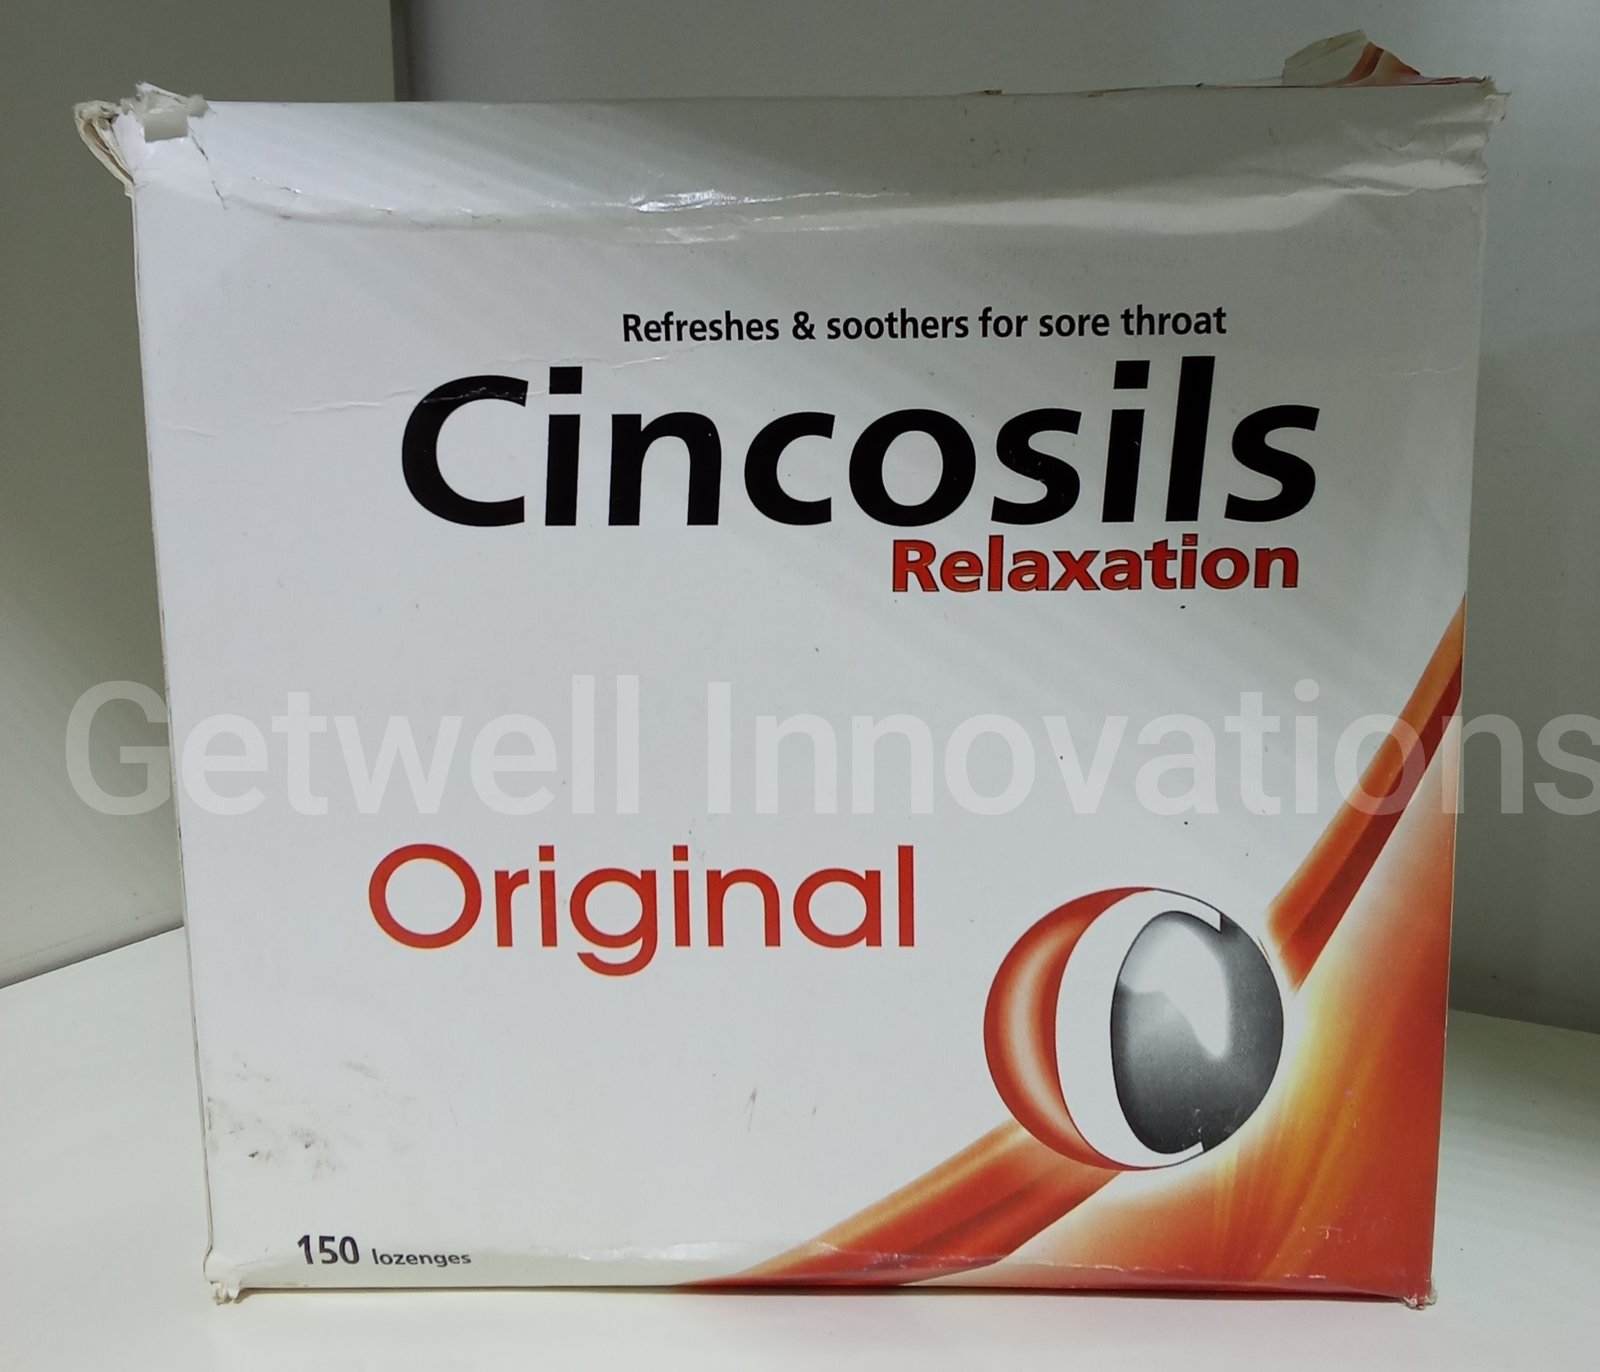 Refreshes & soothers for sore throat
Cincosils
Relaxation
Getwell Innovations
Original
150 lozenges